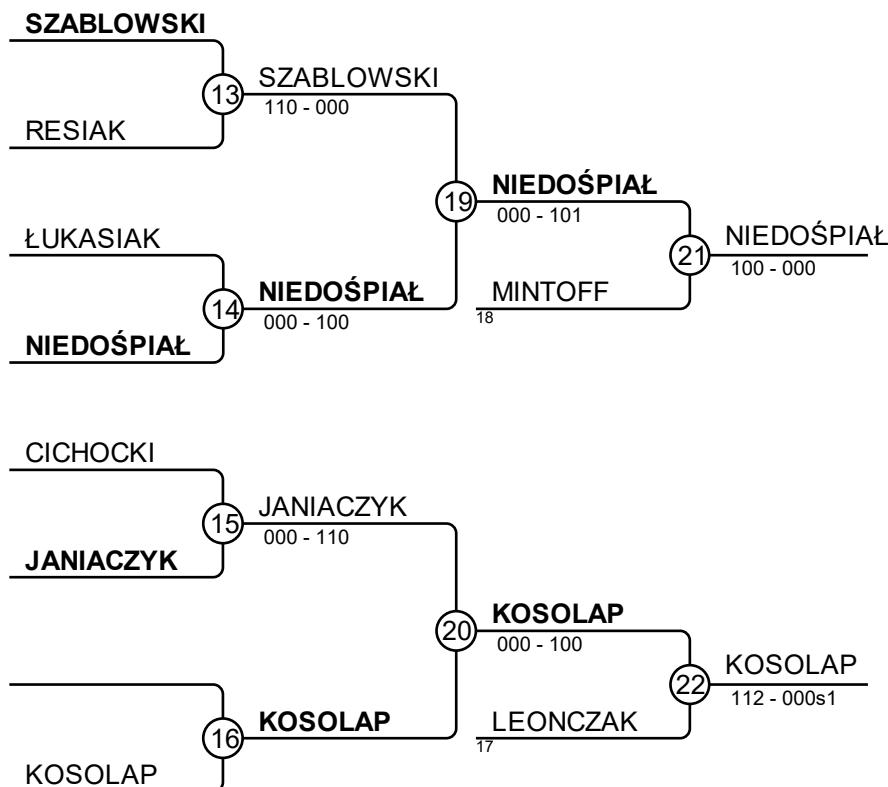 SZABLOWSKI
13
SZABLOWSKI
110 - 000
RESIAK
19
NIEDOŚPIAŁ
000 - 101
ŁUKASIAK
21
NIEDOŚPIAŁ
100 - 000
14
NIEDOŚPIAŁ
000 - 100
MINTOFF
18
NIEDOŚPIAŁ
CICHOCKI
15
JANIACZYK
000 - 110
JANIACZYK
20
KOSOLAP
000 - 100
22
KOSOLAP
112 - 000s1
16
KOSOLAP
LEONCZAK
17
KOSOLAP